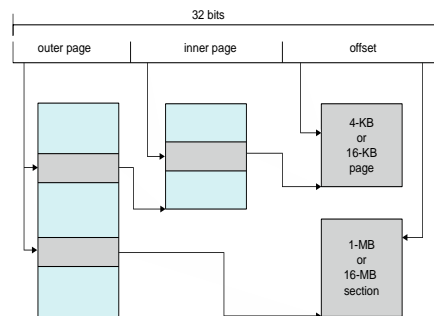 32 bits
outer page
inner page
offset
4-KB
or
16-KB
page
1-MB
or
16-MB
section